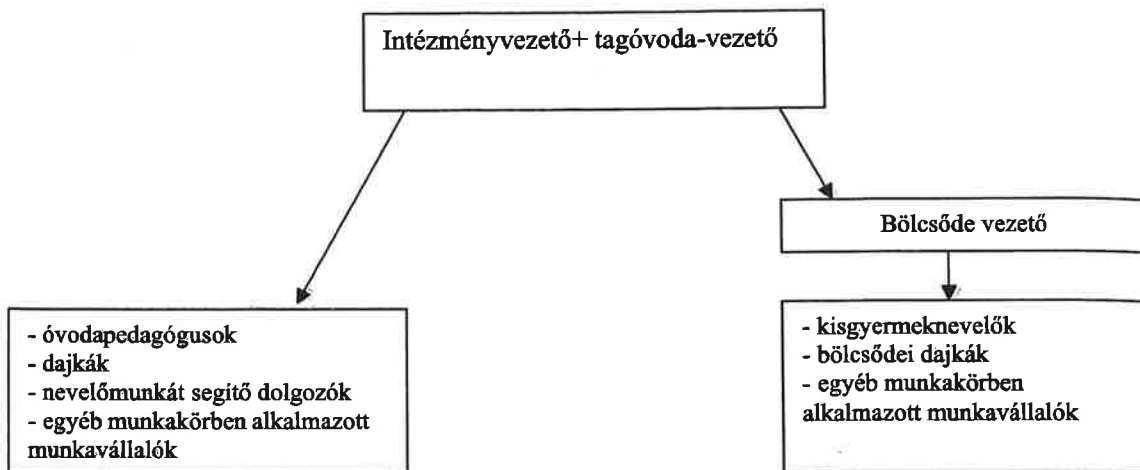 Intézményvezető+ tagóvoda-vezető
Bölcsőde vezető
- óvodapedagógusok
- dajkák
- nevelőmunkát segítő dolgozók
- egyéb munkakörben alkalmazott
munkavállalók
- kisgyermeknevelők
- bölcsődei dajkák
- egyéb munkakörben
alkalmazott munkavállalók